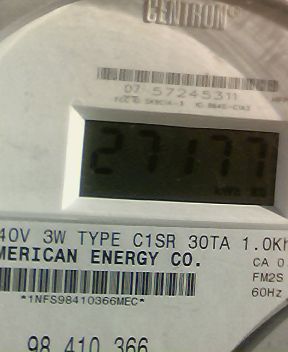 CENTRON®
07 57245311
27177
40V 3W TYPE C1SR 30TA 1.0Kh
MERICAN ENERGY CO.
CA 0
FM2S
60Hz
*1NFS98410366MEC*
98 410 366